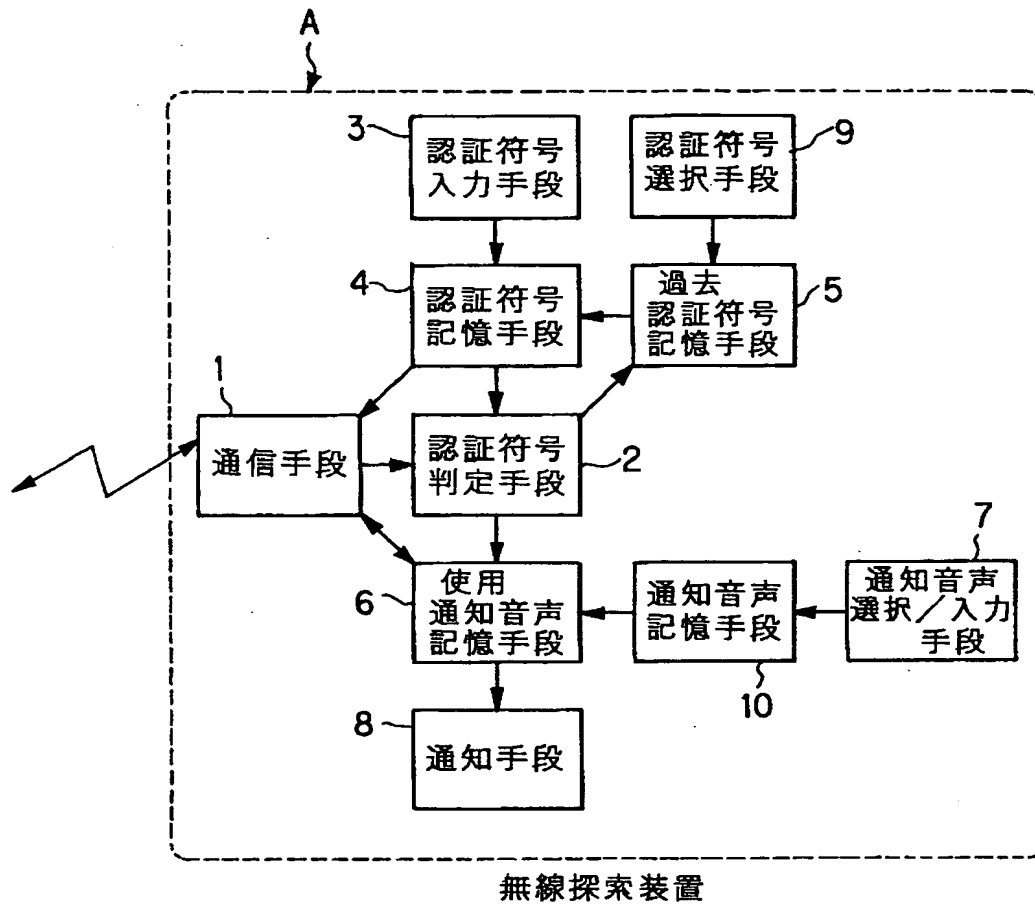 A
3
認証符号
入力手段
認証符号
選択手段
9
4
認証符号
記憶手段
過去
認証符号
記憶手段
5
1
通信手段
認証符号
判定手段
2
6
使用
通知音声
記憶手段
通知音声
記憶手段
10
7
通知音声
選択/入力
手段
8
通知手段
無線探索装置